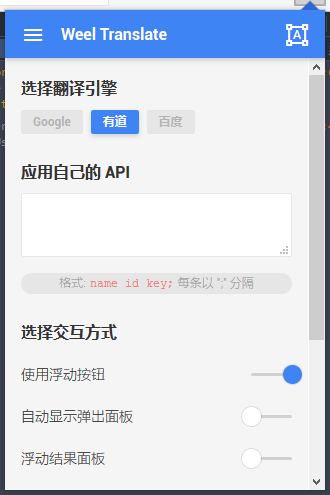 Weel Translate
A
选择翻译引擎
Google 有道 百度
应用自己的 API
格式: name id key; 每条以 ";" 分隔
选择交互方式
使用浮动按钮
自动显示弹出面板
浮动结果面板